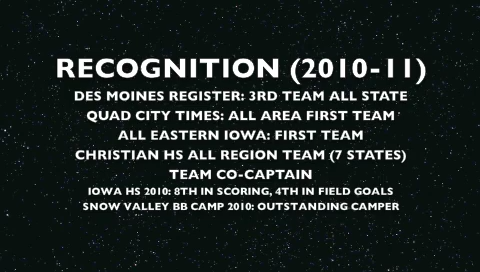 RECOGNITION (2010-11)
DES MOINES REGISTER: 3RD TEAM ALL STATE
QUAD CITY TIMES: ALL AREA FIRST TEAM
ALL EASTERN IOWA: FIRST TEAM
CHRISTIAN HS ALL REGION TEAM (7 STATES)
TEAM CO-CAPTAIN
IOWA HS 2010: 8TH IN SCORING, 4TH IN FIELD GOALS
SNOW VALLEY BB CAMP 2010: OUTSTANDING CAMPER